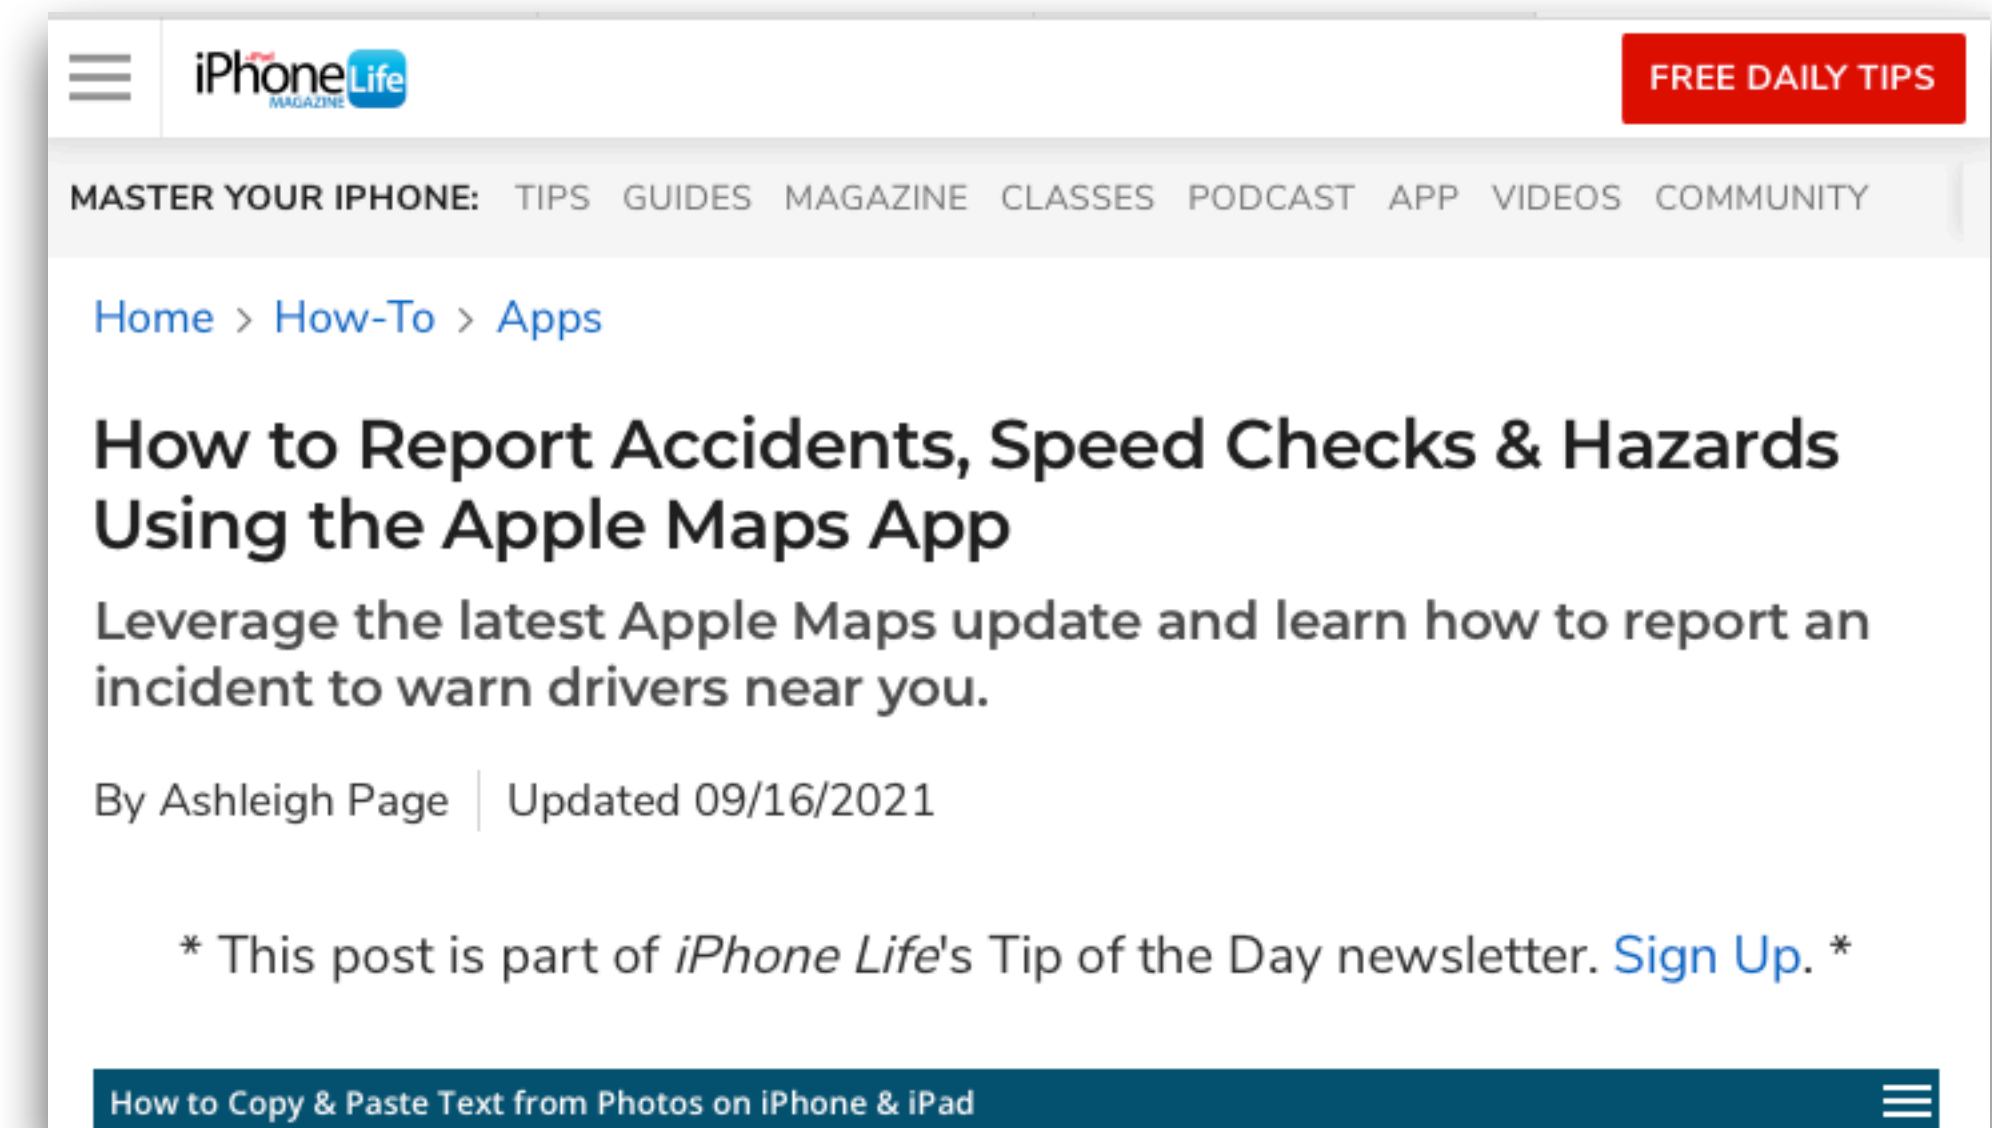 iPhone Life
iPad
MAGAZINE
FREE DAILY TIPS
MASTER YOUR IPHONE: TIPS GUIDES MAGAZINE CLASSES PODCAST APP VIDEOS COMMUNITY
Home > How-To > Apps
How to Report Accidents, Speed Checks & Hazards
Using the Apple Maps App
Leverage the latest Apple Maps update and learn how to report an
incident to warn drivers near you.
By Ashleigh Page | Updated 09/16/2021
* This post is part of iPhone Life's Tip of the Day newsletter. Sign Up. *
How to Copy & Paste Text from Photos on iPhone & iPad